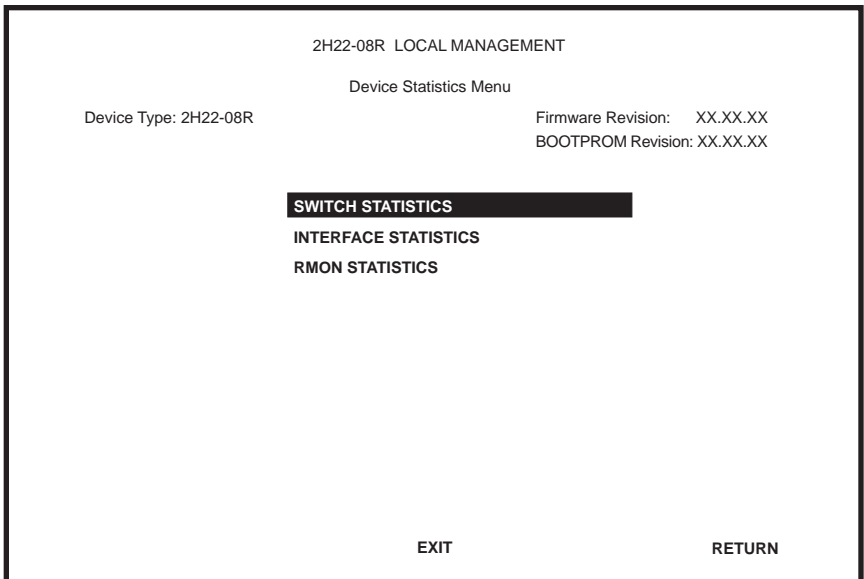 2H22-08R LOCAL MANAGEMENT
Device Statistics Menu
Device Type: 2H22-08R Firmware Revision: XX.XX.XX
BOOTPROM Revision: XX.XX.XX
SWITCH STATISTICS
INTERFACE STATISTICS
RMON STATISTICS
EXIT RETURN